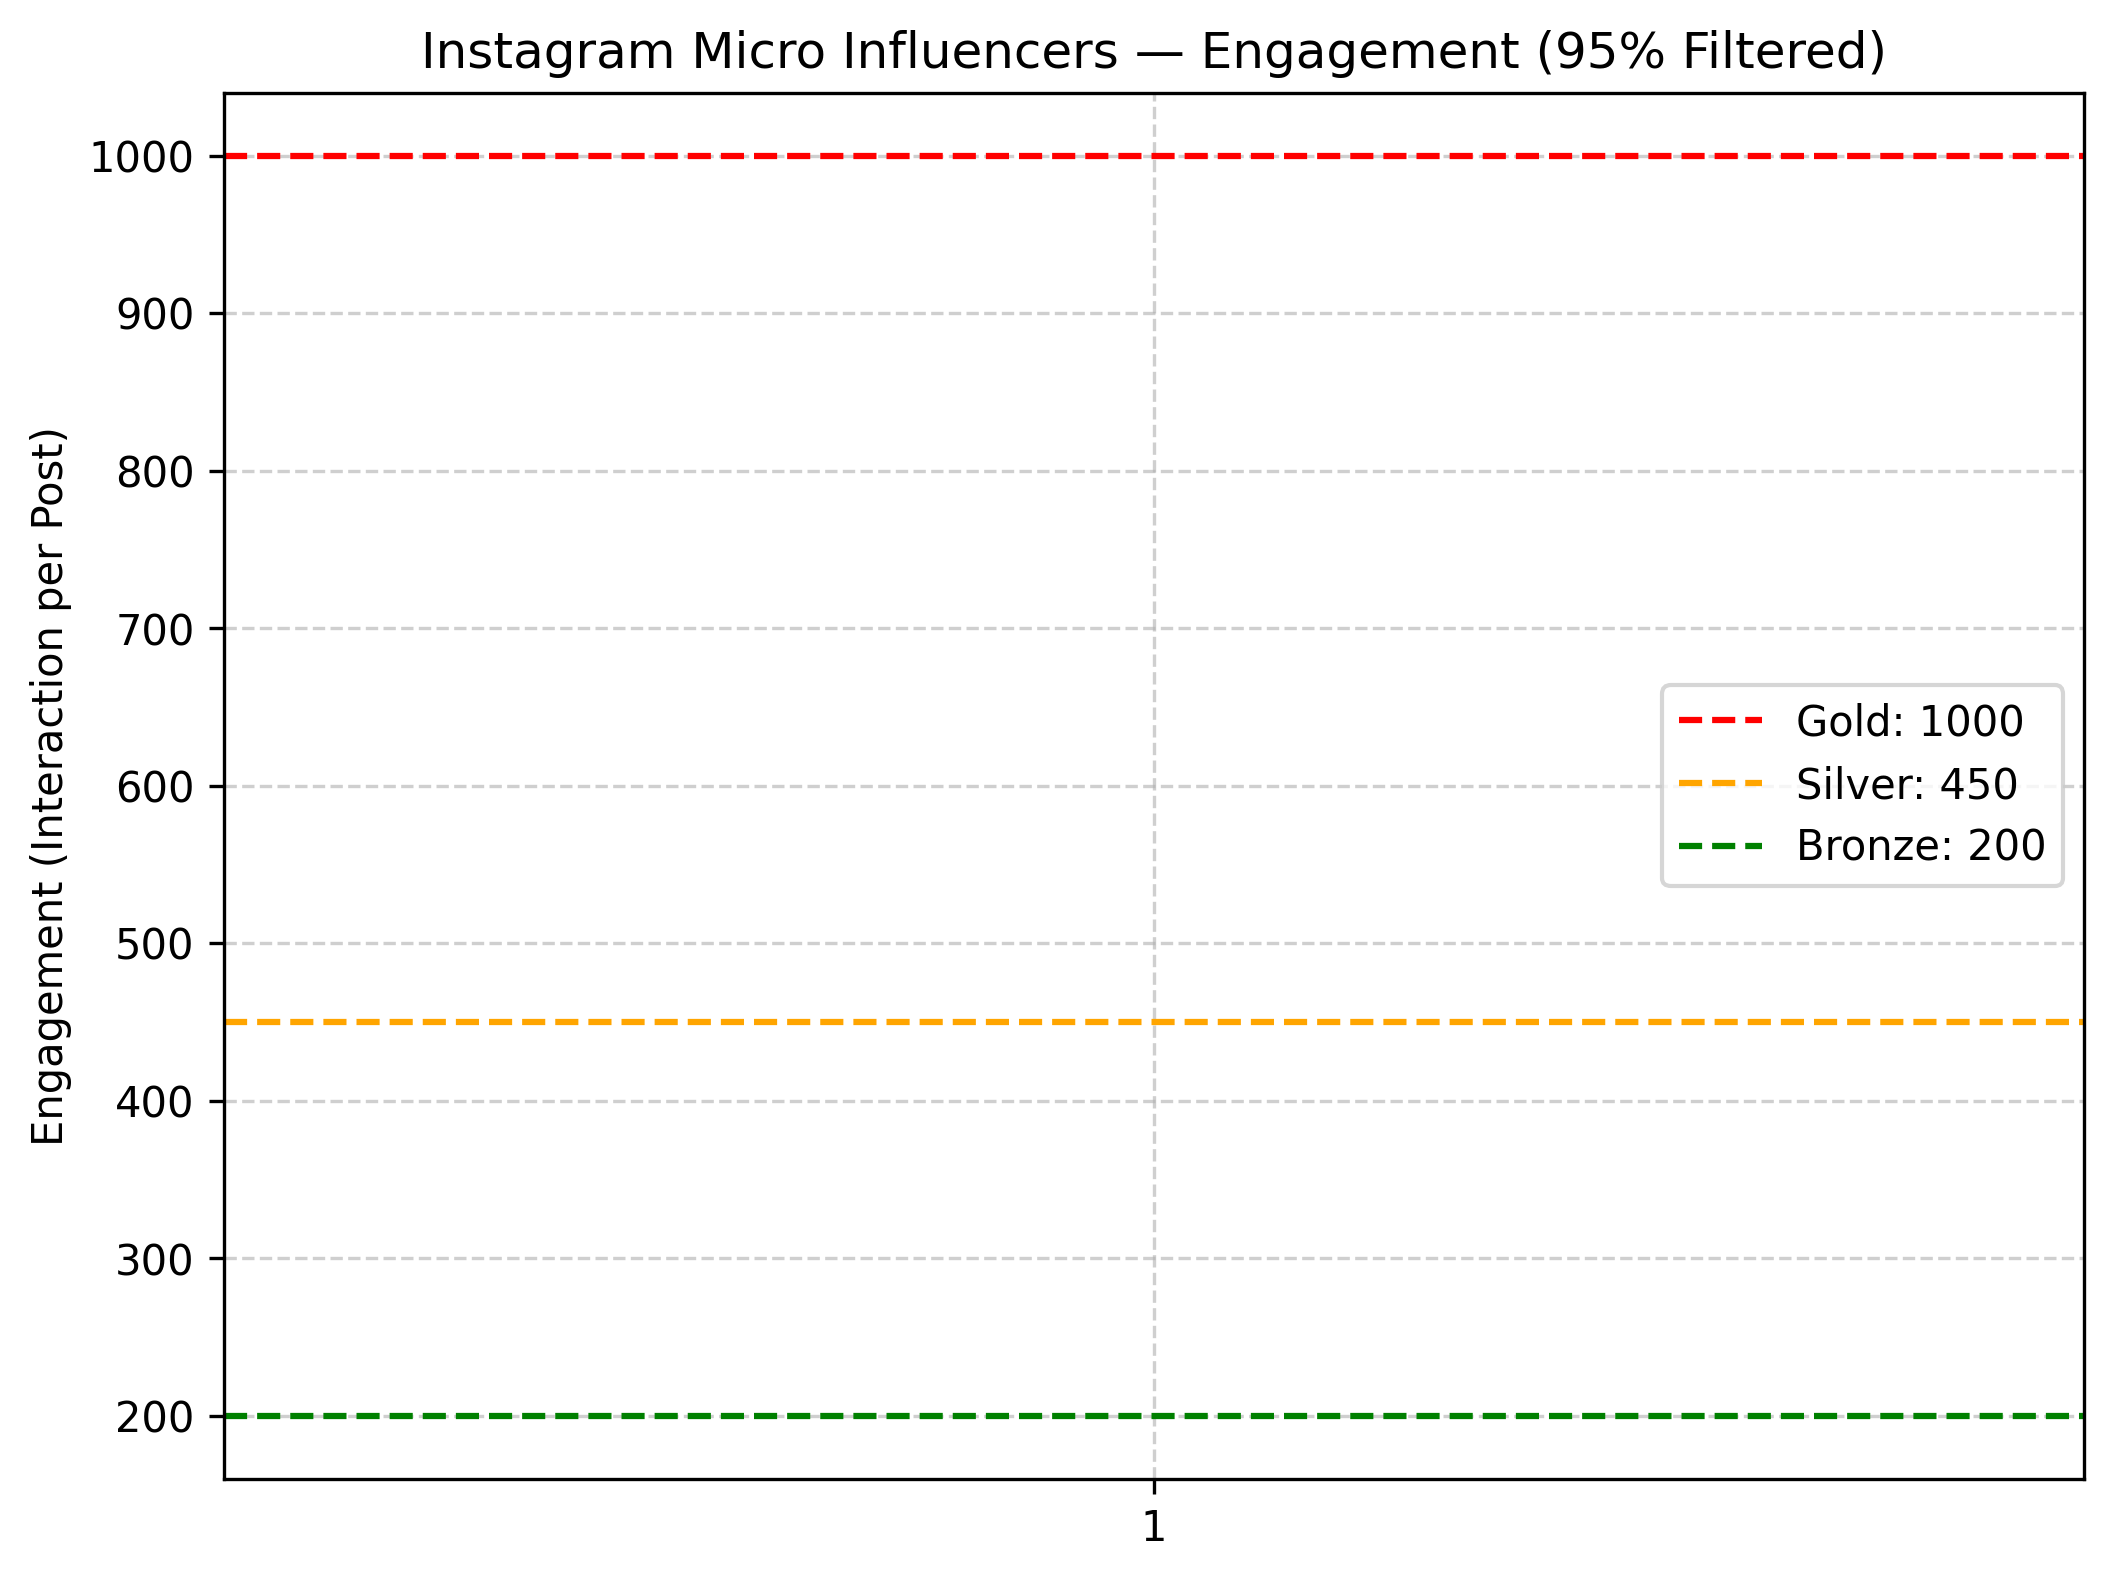 Instagram Micro Influencers — Engagement (95% Filtered)
Engagement (Interaction per Post)
1000
900
800
700
600
500
400
300
200
1
Gold: 1000
Silver: 450
Bronze: 200